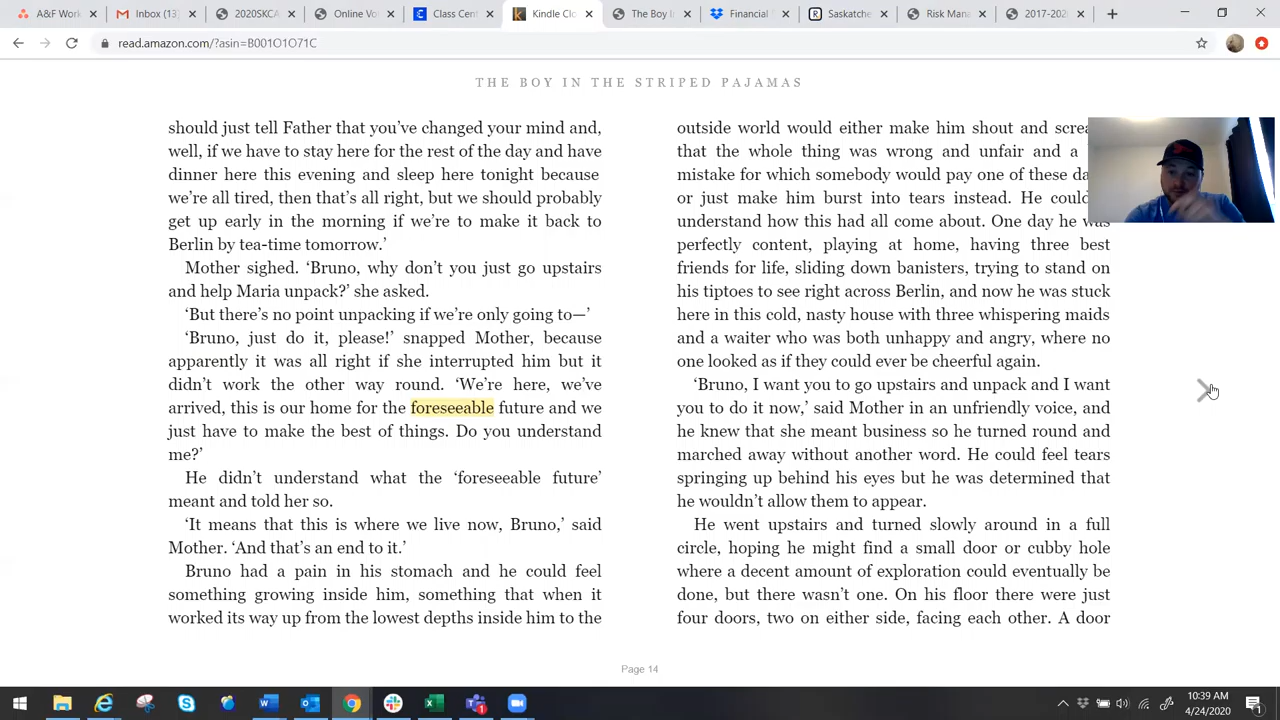 A&F Work
Inbox (13)
2020SKCA
Online Vo
Class Cent
Kindle Clo
The Boy I
Financial
Saskatche
Risk Mana
2017-202
read.amazon.com/?asin=B001O1O71C
THE BOY IN THE STRIPED PAJAMAS
should just tell Father that you've changed your mind and,
well, if we have to stay here for the rest of the day and have
dinner here this evening and sleep here tonight because
we're all tired, then that's all right, but we should probably
get up early in the morning if we're to make it back to
Berlin by tea-time tomorrow.'
Mother sighed. 'Bruno, why don't you just go upstairs
and help Maria unpack?' she asked.
'But there's no point unpacking if we're only going to—'
'Bruno, just do it, please!' snapped Mother, because
apparently it was all right if she interrupted him but it
didn't work the other way round. 'We're here, we've
arrived, this is our home for the foreseeable future and we
just have to make the best of things. Do you understand
me?'
He didn't understand what the 'foreseeable future'
meant and told her so.
'It means that this is where we live now, Bruno,' said
Mother. 'And that's an end to it.'
Bruno had a pain in his stomach and he could feel
something growing inside him, something that when it
worked its way up from the lowest depths inside him to the
outside world would either make him shout and screa
that the whole thing was wrong and unfair and a
mistake for which somebody would pay one of these da
or just make him burst into tears instead. He could
understand how this had all come about. One day he was
perfectly content, playing at home, having three best
friends for life, sliding down banisters, trying to stand on
his tiptoes to see right across Berlin, and now he was stuck
here in this cold, nasty house with three whispering maids
and a waiter who was both unhappy and angry, where no
one looked as if they could ever be cheerful again.
'Bruno, I want you to go upstairs and unpack and I want
you to do it now,' said Mother in an unfriendly voice, and
he knew that she meant business so he turned round and
marched away without another word. He could feel tears
springing up behind his eyes but he was determined that
he wouldn't allow them to appear.
He went upstairs and turned slowly around in a full
circle, hoping he might find a small door or cubby hole
where a decent amount of exploration could eventually be
done, but there wasn't one. On his floor there were just
four doors, two on either side, facing each other. A door
Page 14
10:39 AM
4/24/2020